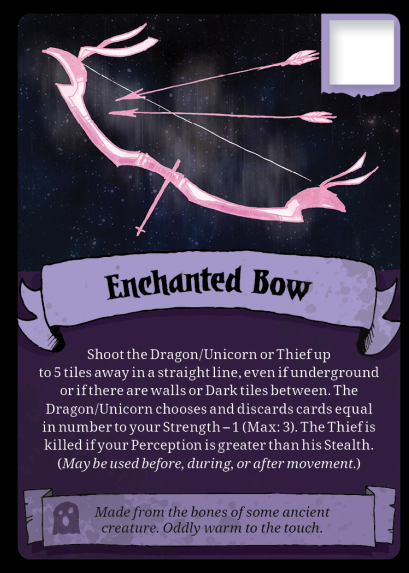 Enchanted Bow
Shoot the Dragon/Unicorn or Thief up
to 5 tiles away in a straight line, even if underground
or if there are walls or Dark tiles between. The
Dragon/Unicorn chooses and discards cards equal
in number to your Strength – 1 (Max: 3). The Thief is
killed if your Perception is greater than his Stealth.
(May be used before, during, or after movement.)
Made from the bones of some ancient
creature. Oddly warm to the touch.